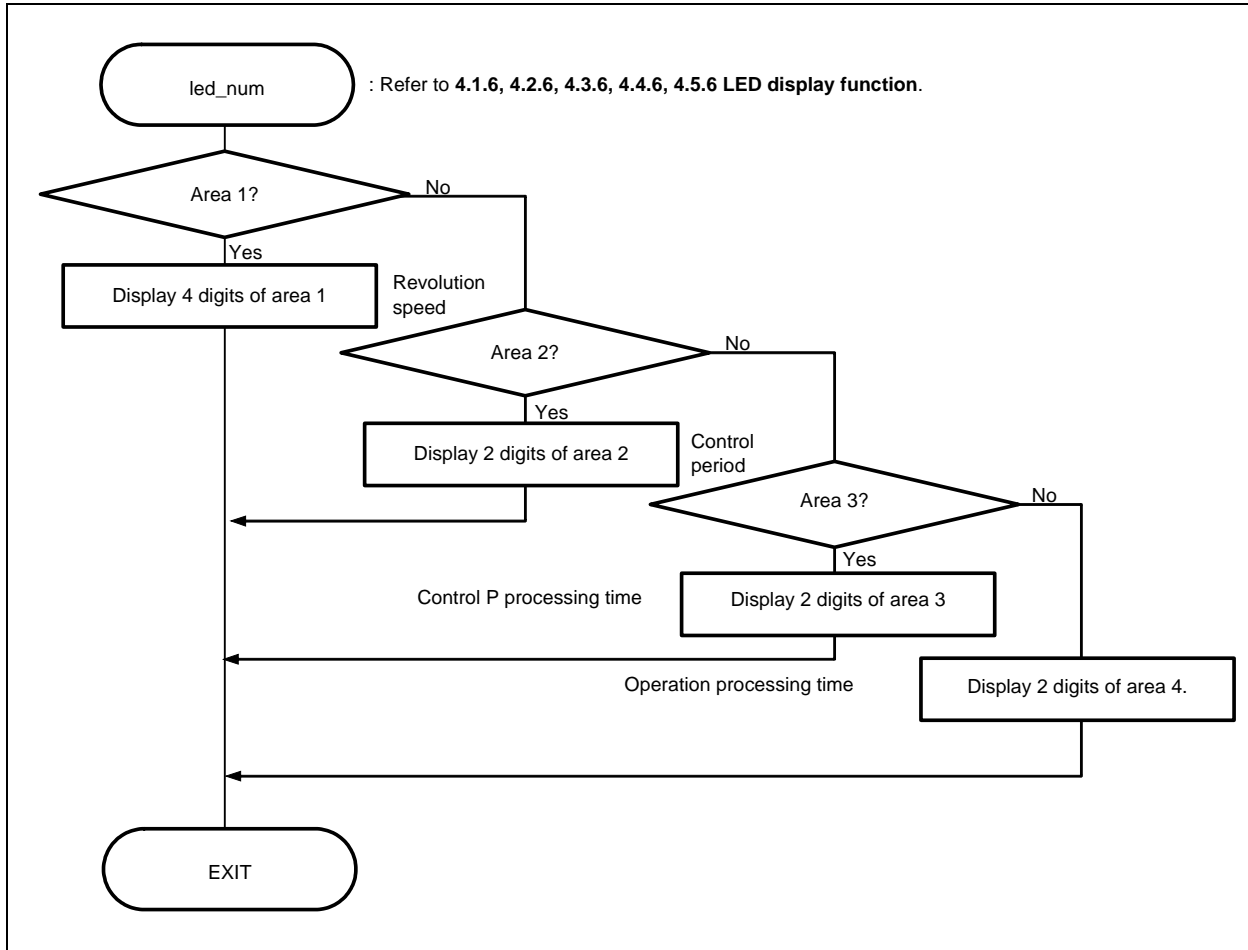 led_num
: Refer to 4.1.6, 4.2.6, 4.3.6, 4.4.6, 4.5.6 LED display function.
Area 1?
No
Yes
Display 4 digits of area 1
Revolution
speed
Area 2?
No
Yes
Display 2 digits of area 2
Control
period
Area 3?
No
Yes
Control P processing time
Display 2 digits of area 3
Operation processing time
Display 2 digits of area 4.
EXIT